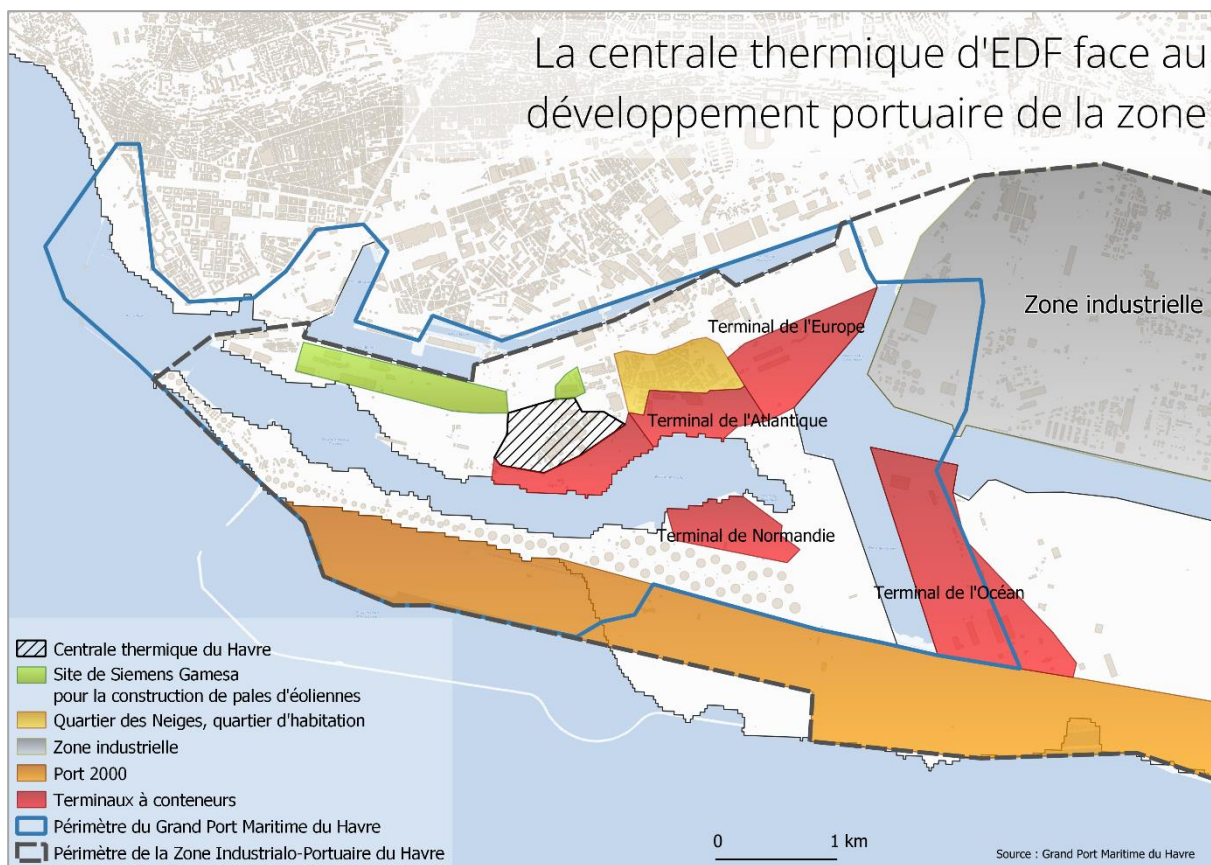 La centrale thermique d'EDF face au
développement portuaire de la zone
Zone industrielle
Terminal de l'Europe
Terminal de l'Atlantique
Terminal de Normandie
Terminal de l'Océan
Centrale thermique du Havre
Site de Siemens Gamesa
pour la construction de pales d'éoliennes
Quartier des Neiges, quartier d'habitation
Zone industrielle
Port 2000
Terminaux à conteneurs
Périmètre du Grand Port Maritime du Havre
Périmètre de la Zone Industrialo-Portuaire du Havre
0 1 km
Source : Grand Port Maritime du Havre